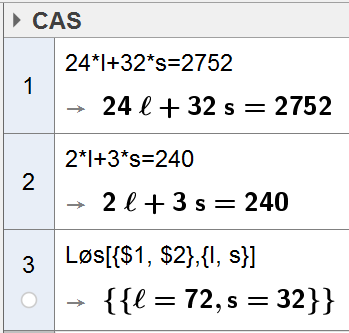 CAS
1
24*l+32*s=2752
→ 24 ℓ + 32 s = 2752
2
2*l+3*s=240
→ 2 ℓ + 3 s = 240
3
Løs[{$1, $2},{l, s}]
→ {{ℓ = 72, s = 32}}